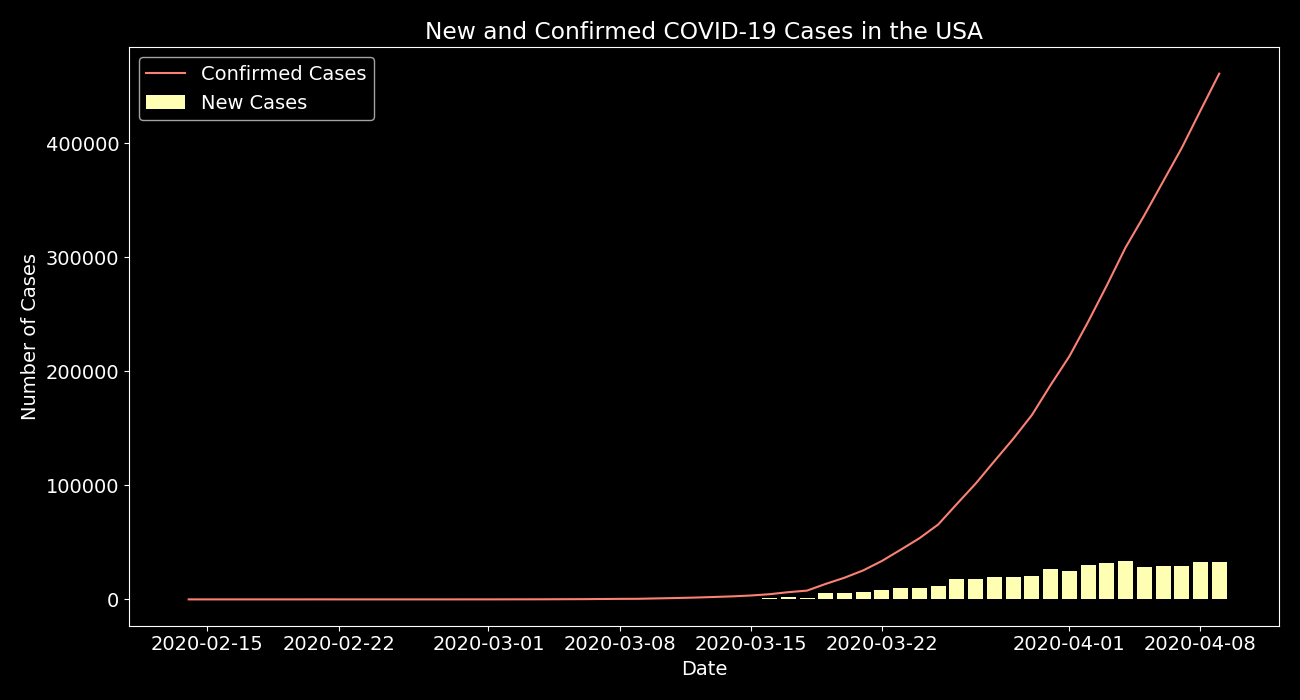 New and Confirmed COVID-19 Cases in the USA
Confirmed Cases
New Cases
Number of Cases
400000
300000
200000
100000
0
2020-02-15 2020-02-22 2020-03-01 2020-03-08 2020-03-15 2020-03-22 2020-04-01 2020-04-08
Date